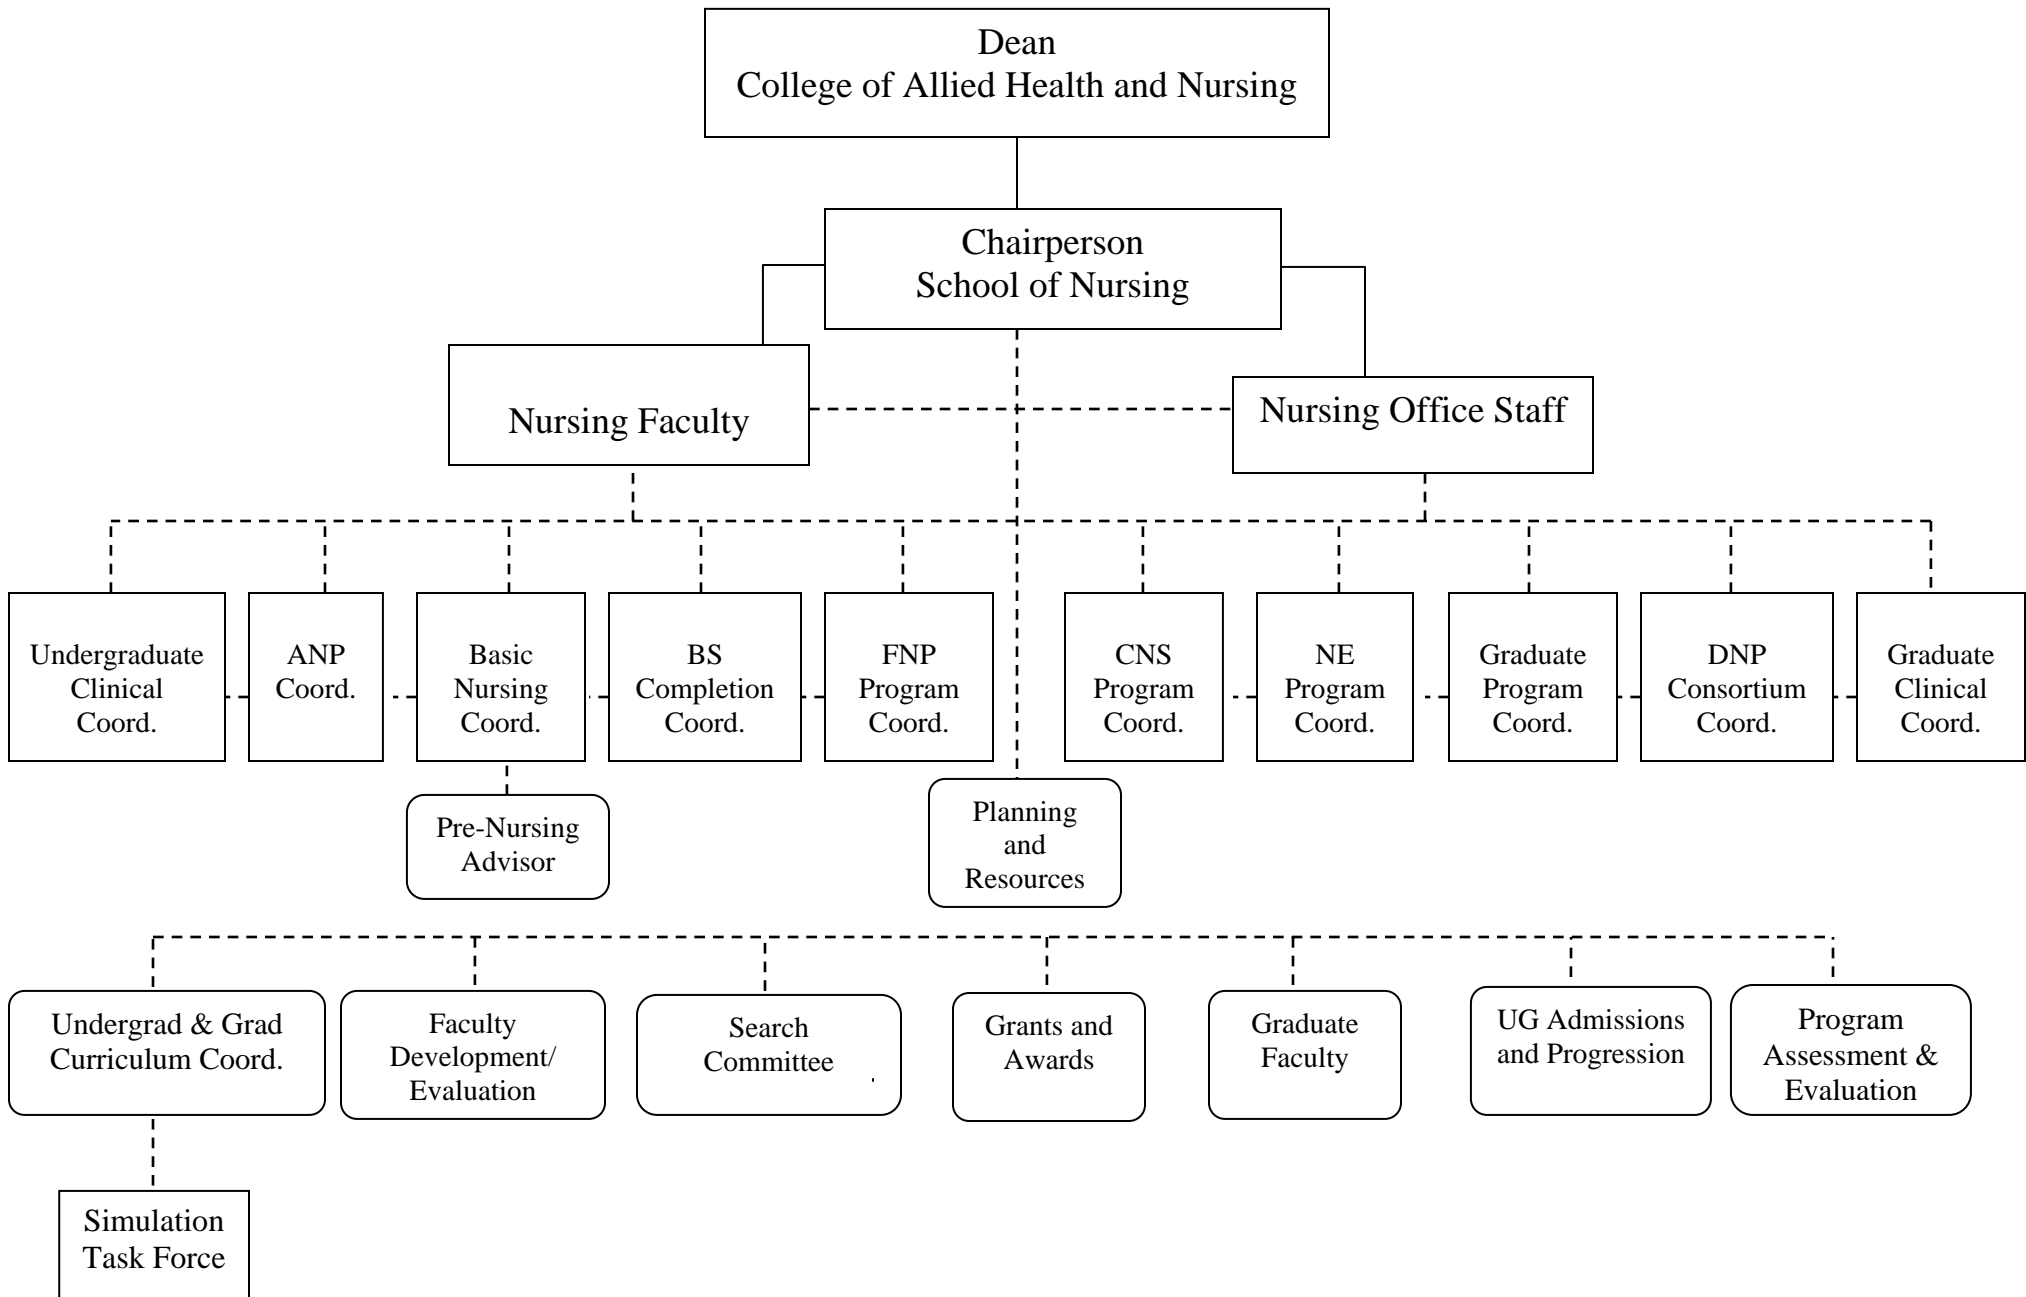 Dean
College of Allied Health and Nursing
Chairperson
School of Nursing
Nursing Faculty
Nursing Office Staff
Undergraduate
Clinical
Coord.
ANP
Coord.
Basic
Nursing
Coord.
BS
Completion
Coord.
FNP
Program
Coord.
CNS
Program
Coord.
NE
Program
Coord.
Graduate
Program
Coord.
DNP
Consortium
Coord.
Graduate
Clinical
Coord.
Pre-Nursing
Advisor
Planning
and
Resources
Undergrad & Grad
Curriculum Coord.
Faculty
Development/
Evaluation
Search
Committee
Grants and
Awards
Graduate
Faculty
UG Admissions
and Progression
Program
Assessment &
Evaluation
Simulation
Task Force